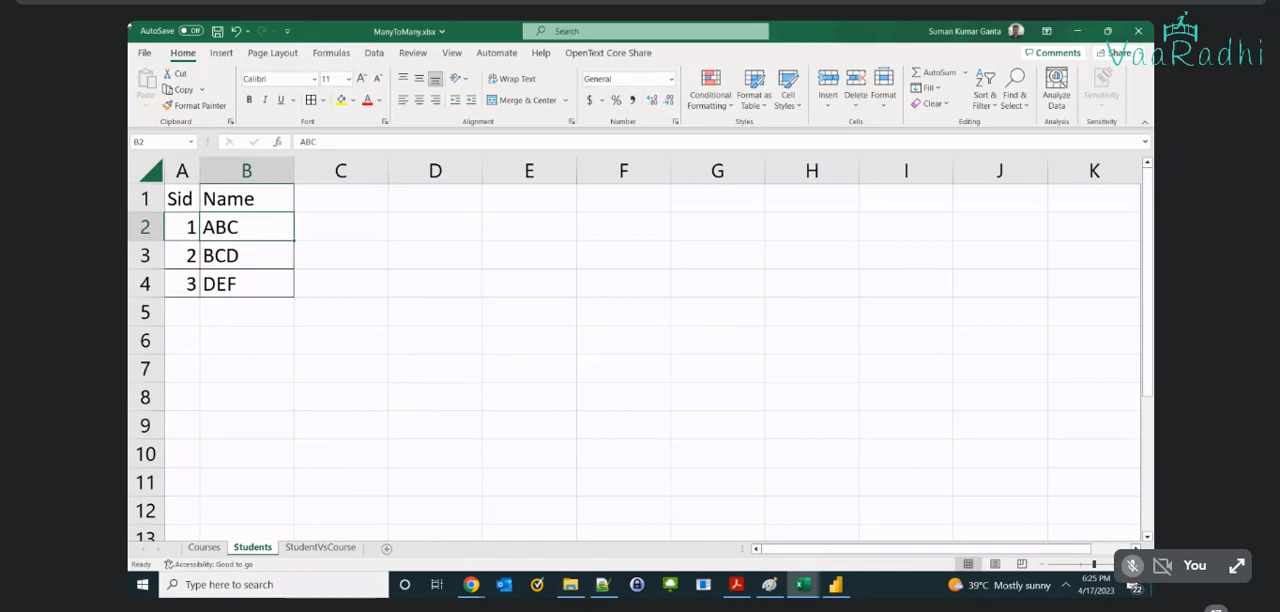 AutoSave Off ManyToMany.xlsx Search Suman Kumar Ganta
VaaRadhi
File Home Insert Page Layout Formulas Data Review View Automate Help OpenText Core Share Comments Share
Paste Cut Copy Format Painter Clipboard
Calibri 11 B I U Font
Wrap Text Merge & Center Alignment
General $ % Number
Conditional Formatting Format as Table Cell Styles Styles
Insert Delete Format Cells
AutoSum Fill Clear Sort & Filter Find & Select Editing
Analyze Data Analysis
Sensitivity Sensitivity
B2 fx ABC
A B C D E F G H I J K
1 Sid Name
2 1 ABC
3 2 BCD
4 3 DEF
5
6
7
8
9
10
11
12
13
Courses Students StudentVsCourse
Ready Accessibility: Good to go
You
Type here to search 39°C Mostly sunny 6:25 PM
4/17/2023 22